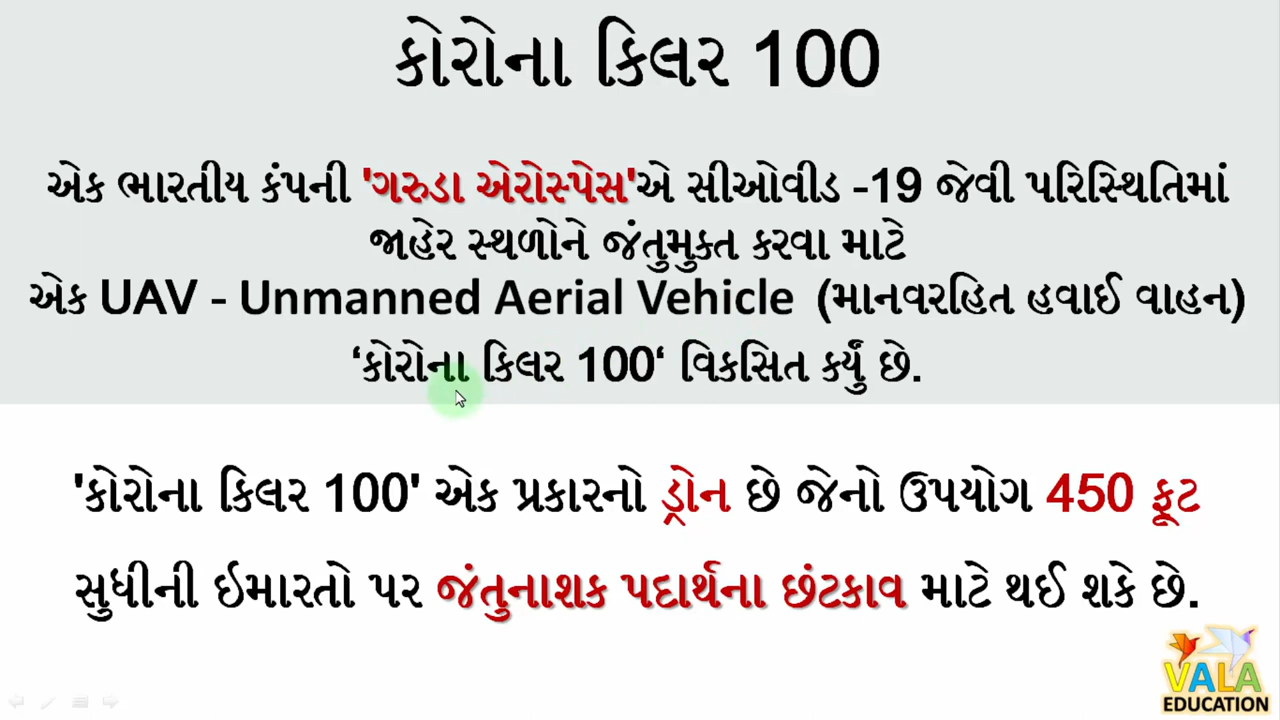 કોરોના કિલર 100
એક ભારતીય કંપની 'ગરુડા એરોસ્પેસ'એ સીઓવીડ -19 જેવી પરિસ્થિતિમાં
જાહેર સ્થળોને જંતુમુક્ત કરવા માટે
એક UAV - Unmanned Aerial Vehicle (માનવરહિત હવાઈ વાહન)
‘કોરોના કિલર 100‘ વિકસિત કર્યું છે.
'કોરોના કિલર 100' એક પ્રકારનો ડ્રોન છે જેનો ઉપયોગ 450 ફૂટ
સુધીની ઇમારતો પર જંતુનાશક પદાર્થના છંટકાવ માટે થઈ શકે છે.
VALA
EDUCATION